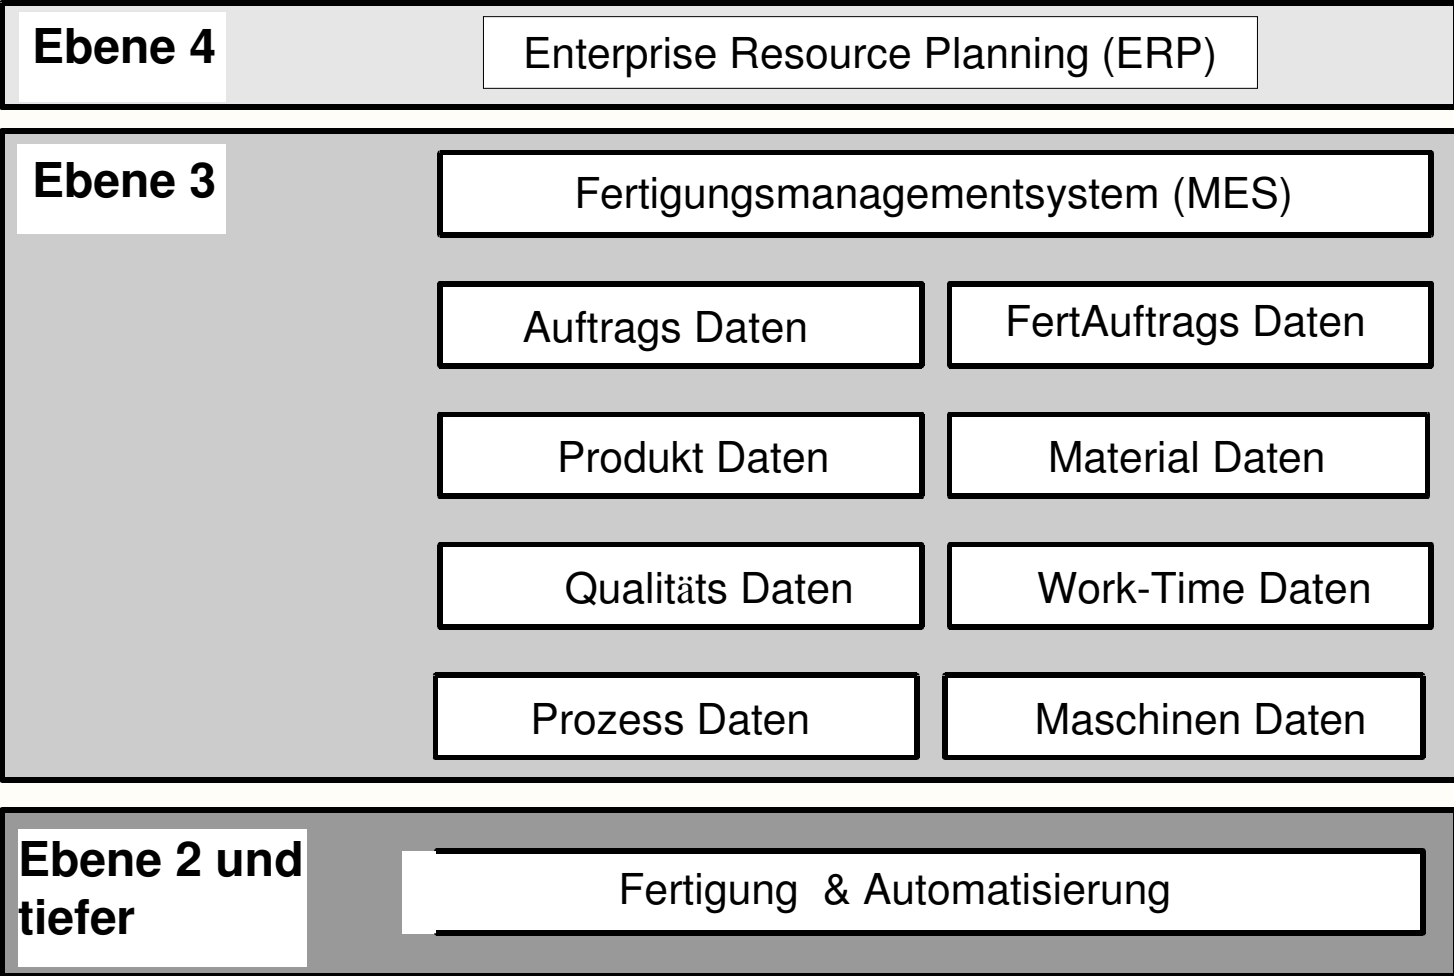 Ebene 4
Enterprise Resource Planning (ERP)
Ebene 3
Fertigungsmanagementsystem (MES)
Auftrags Daten
FertAuftrags Daten
Produkt Daten
Material Daten
Qualitäts Daten
Work-Time Daten
Prozess Daten
Maschinen Daten
Ebene 2 und
tiefer
Fertigung  & Automatisierung